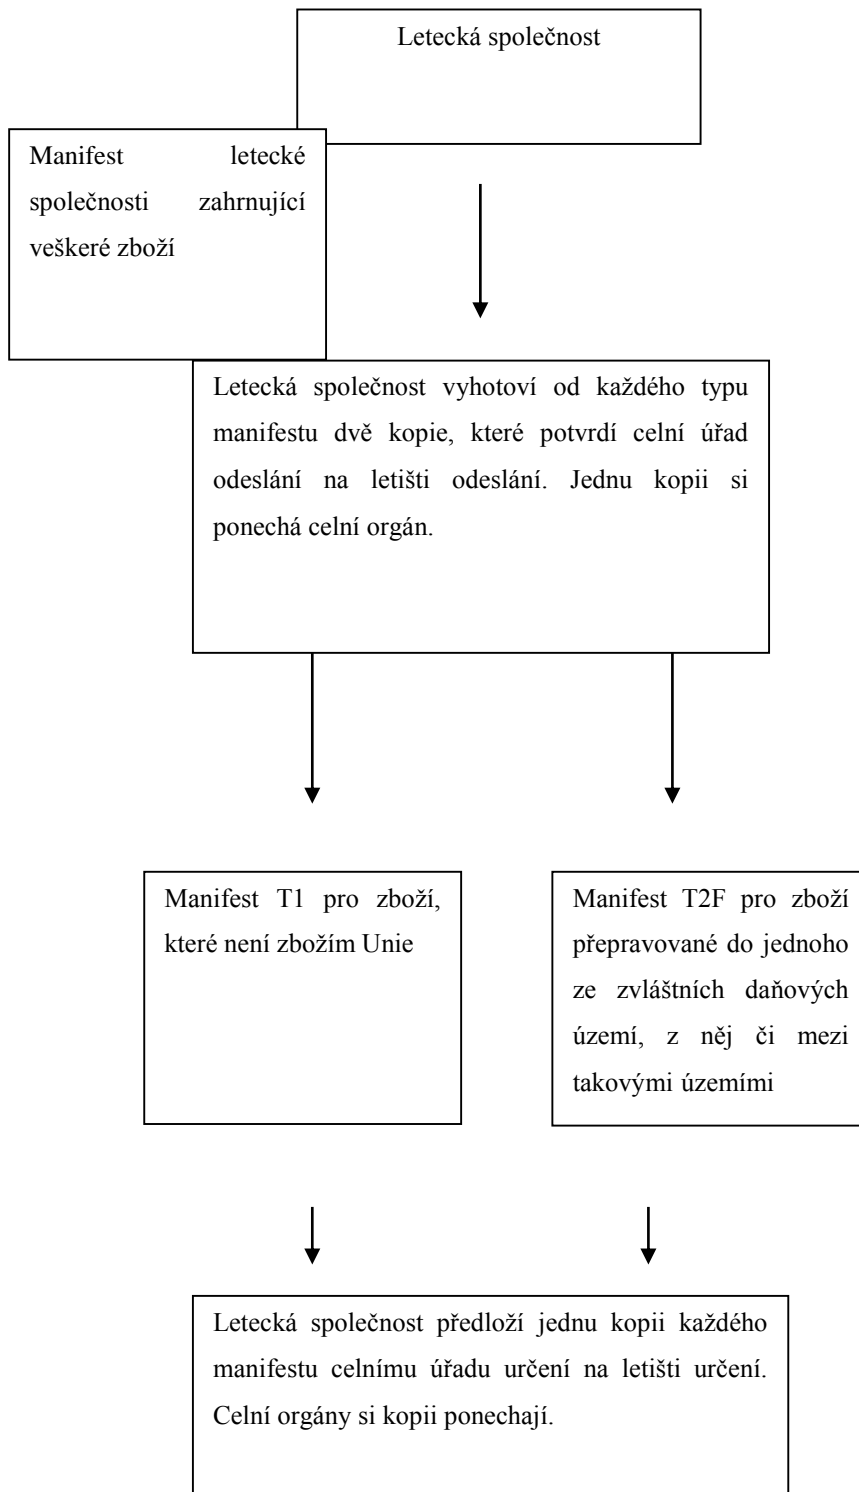 Letecká společnost
Manifest letecké
společnosti zahrnující
veškeré zboží
Letecká společnost vyhotoví od každého typu
manifestu dvě kopie, které potvrdí celní úřad
odeslání na letišti odeslání. Jednu kopii si
ponechá celní orgán.
Manifest T1 pro zboží,
které není zbožím Unie
Manifest T2F pro zboží
přepravované do jednoho
ze zvláštních daňových
území, z něj či mezi
takovými územími
Letecká společnost předloží jednu kopii každého
manifestu celnímu úřadu určení na letišti určení.
Celní orgány si kopii ponechají.